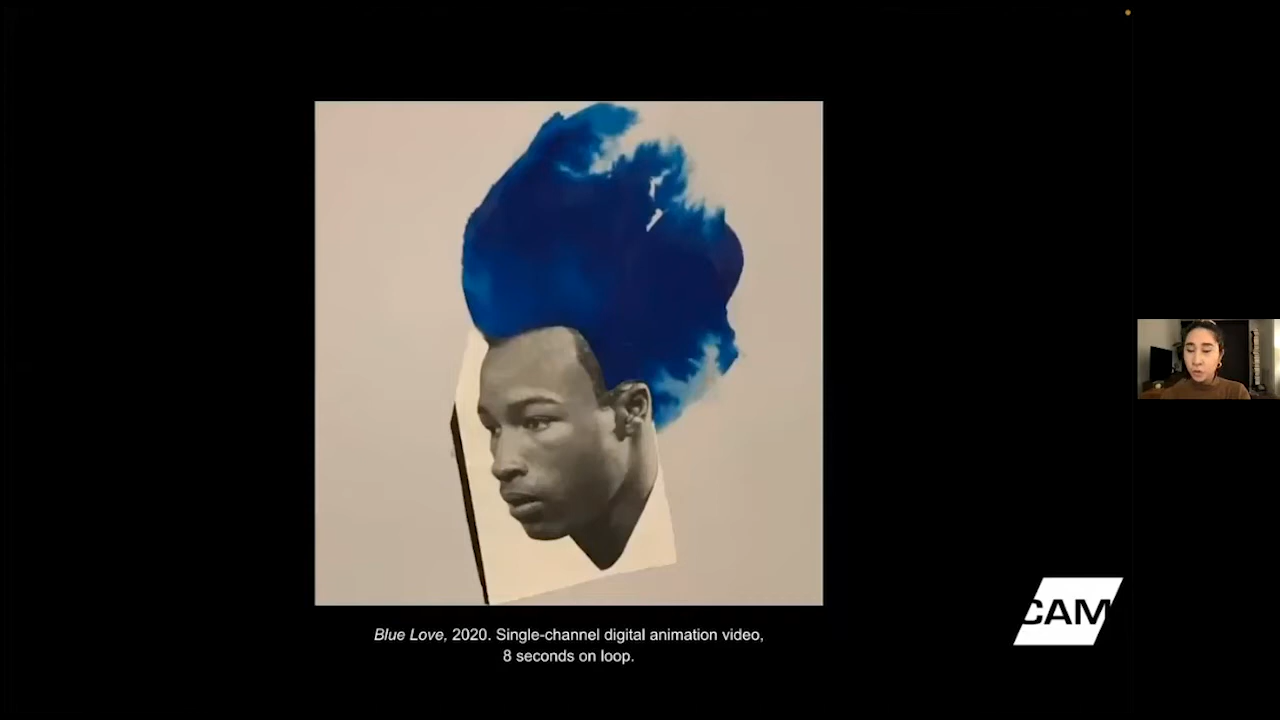 Blue Love, 2020. Single-channel digital animation video,
8 seconds on loop.
CAM